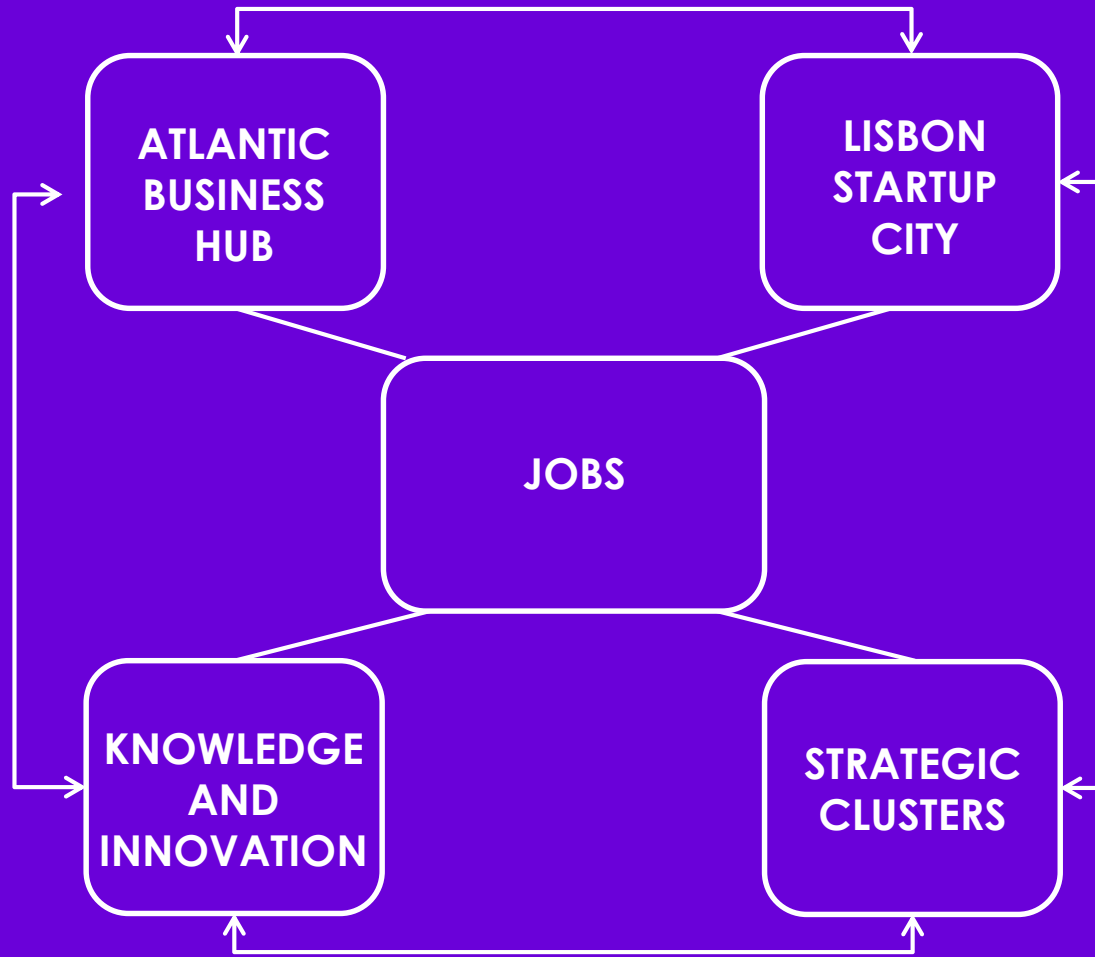 ATLANTIC
BUSINESS
HUB
LISBON
STARTUP
CITY
JOBS
KNOWLEDGE
AND
INNOVATION
STRATEGIC
CLUSTERS